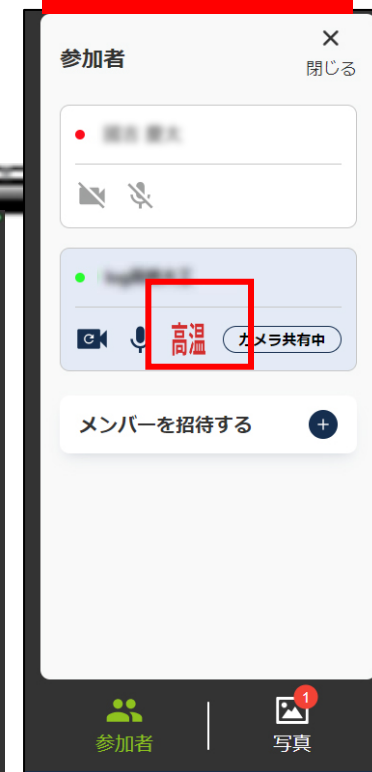 参加者
閉じる
高温
カメラ共有中
メンバーを招待する
1
参加者
写真